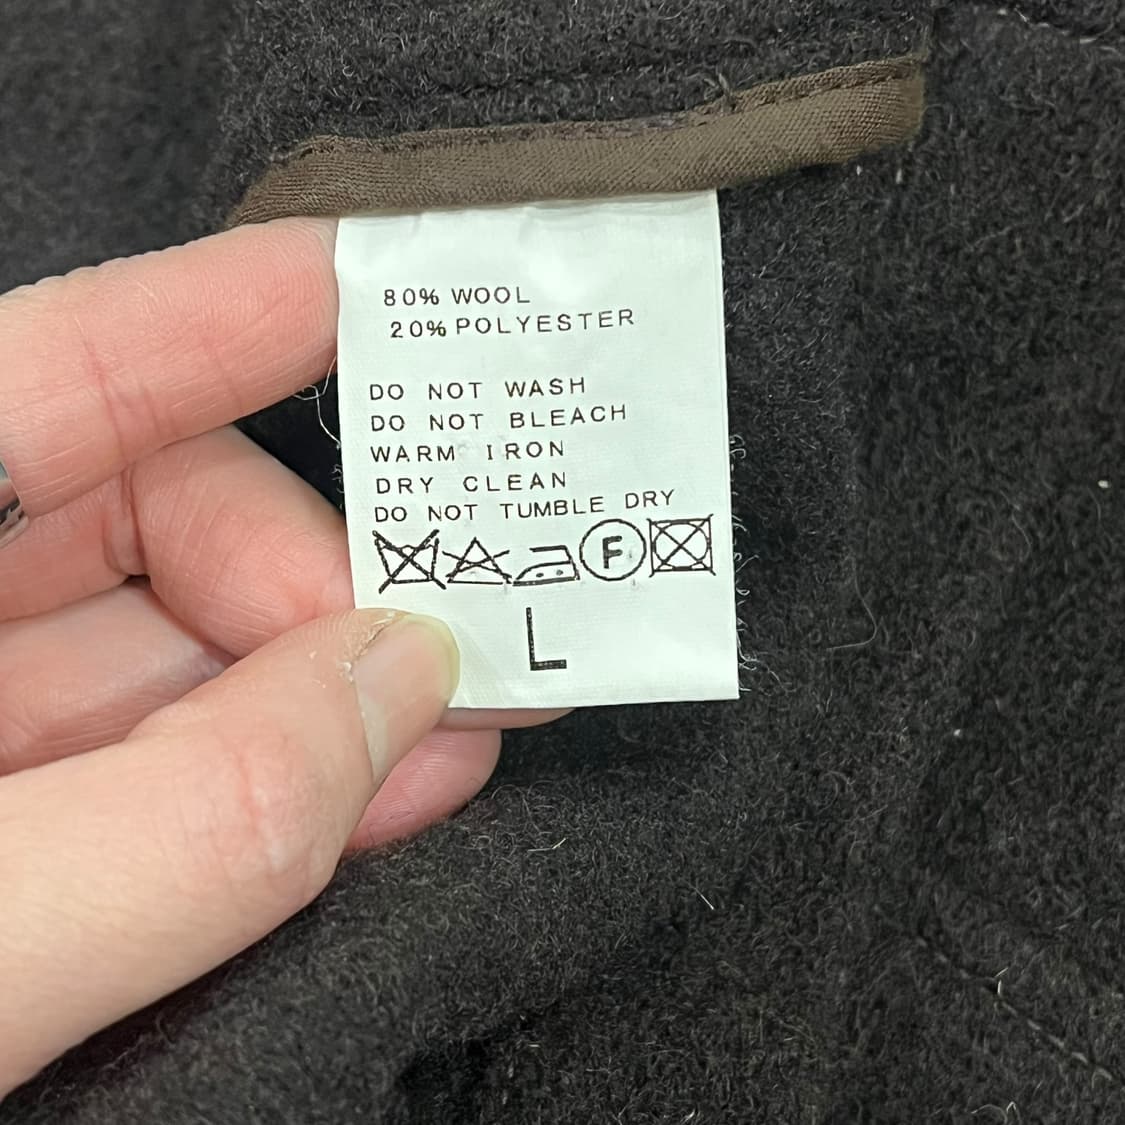 80% WOOL
20% POLYESTER
DO NOT WASH
DO NOT BLEACH
WARM IRON
DRY CLEAN
DO NOT TUMBLE DRY
F
L